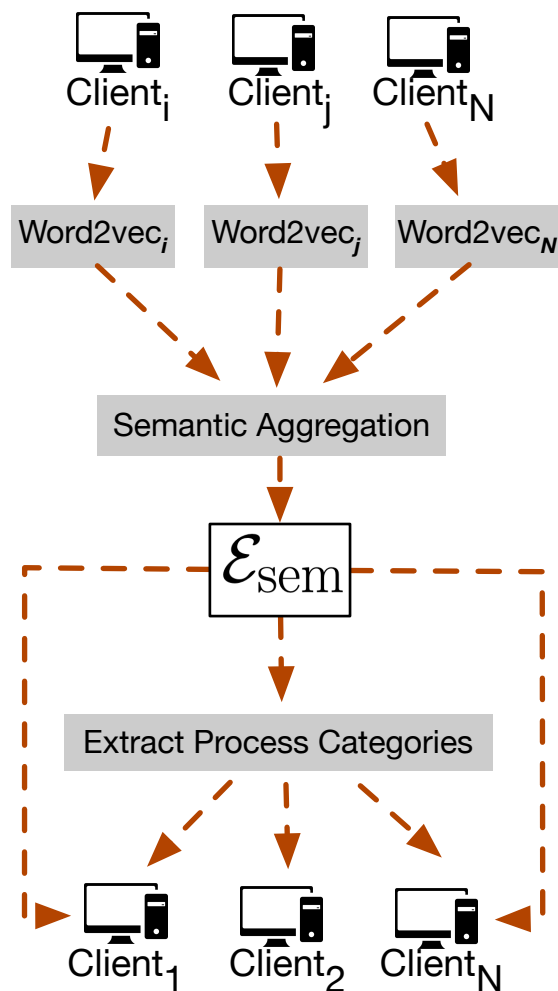 Client_i Client_j Client_N
Word2vec_i Word2vec_j Word2vec_N
Semantic Aggregation
ℰ_sem
Extract Process Categories
Client_1 Client_2 Client_N